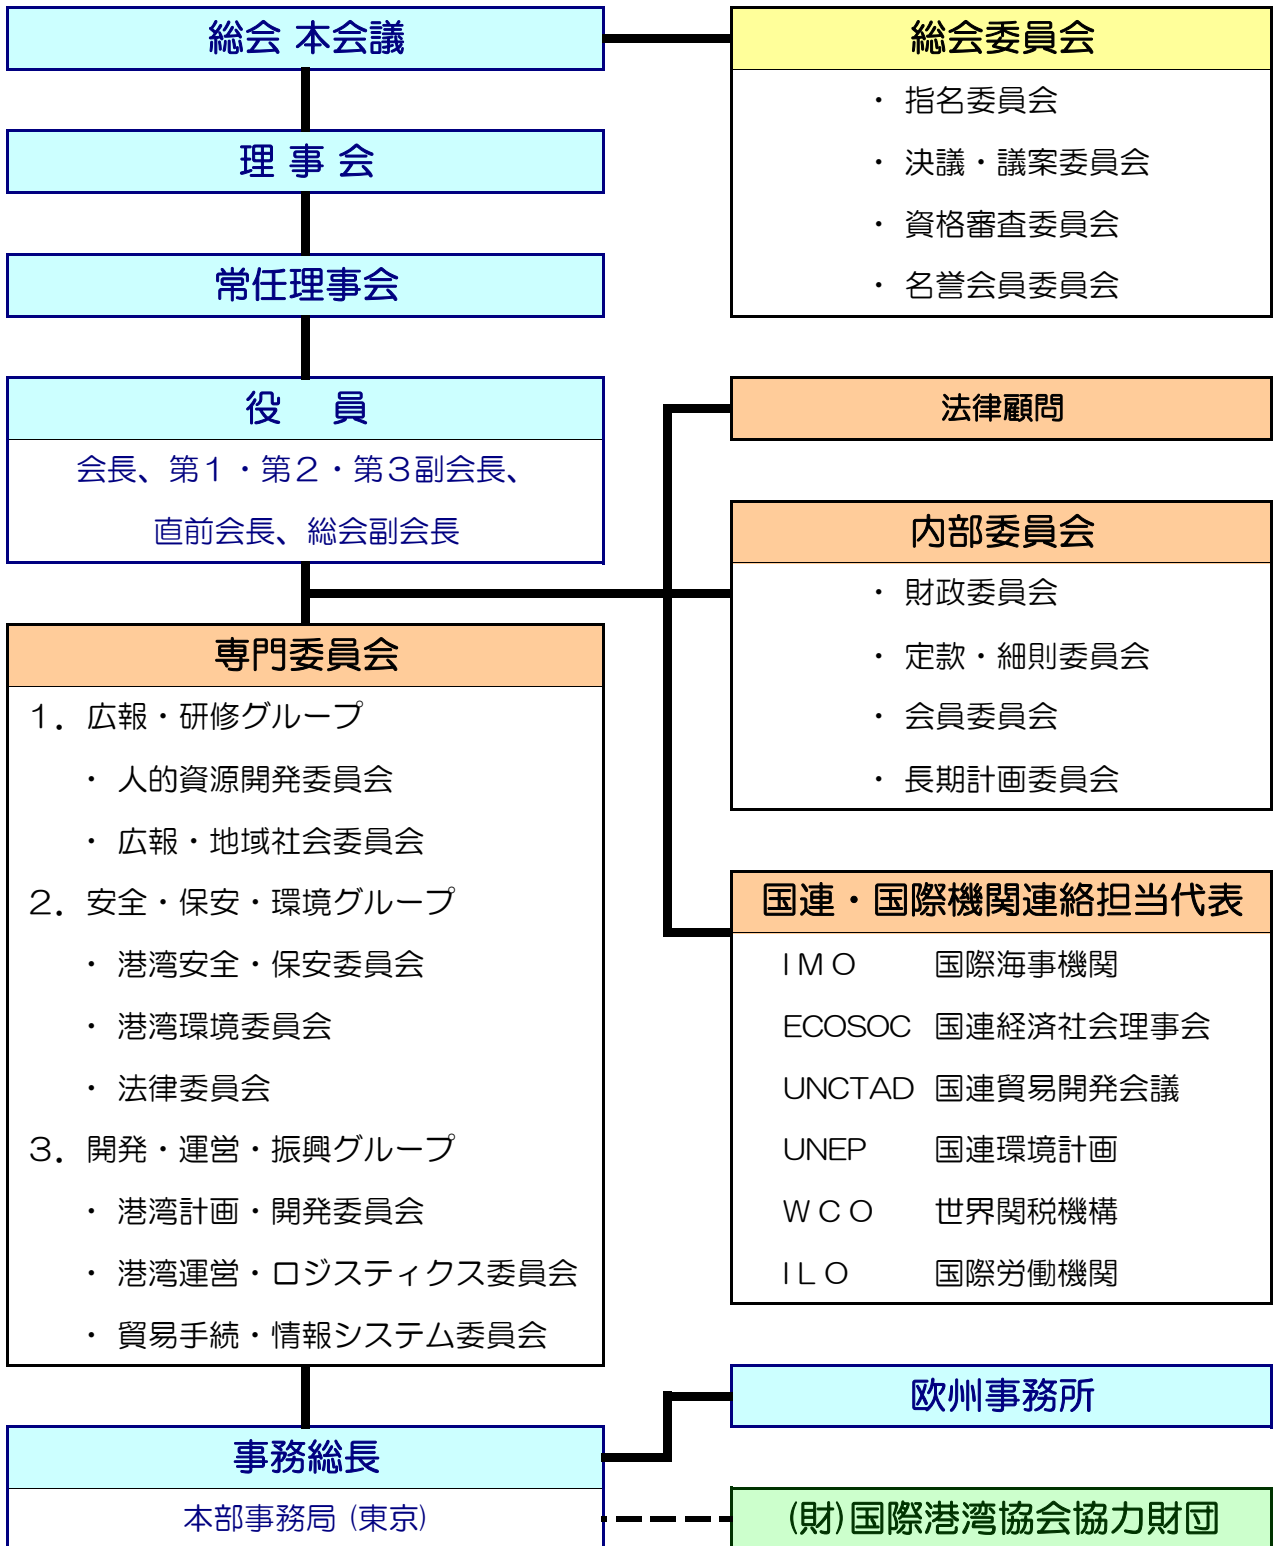 総会 本会議
総会委員会
・ 指名委員会
・ 決議・議案委員会
・ 資格審査委員会
・ 名誉会員委員会
理 事 会
常任理事会
役 員
会長、第１・第２・第３副会長、
直前会長、総会副会長
法律顧問
内部委員会
・ 財政委員会
・ 定款・細則委員会
・ 会員委員会
・ 長期計画委員会
専門委員会
１．広報・研修グループ
・ 人的資源開発委員会
・ 広報・地域社会委員会
２．安全・保安・環境グループ
・ 港湾安全・保安委員会
・ 港湾環境委員会
・ 法律委員会
３．開発・運営・振興グループ
・ 港湾計画・開発委員会
・ 港湾運営・ロジスティクス委員会
・ 貿易手続・情報システム委員会
国連・国際機関連絡担当代表
ＩＭＯ 国際海事機関
ECOSOC 国連経済社会理事会
UNCTAD 国連貿易開発会議
UNEP 国連環境計画
ＷＣＯ 世界関税機構
ＩＬＯ 国際労働機関
欧州事務所
事務総長
本部事務局 (東京)
(財)国際港湾協会協力財団